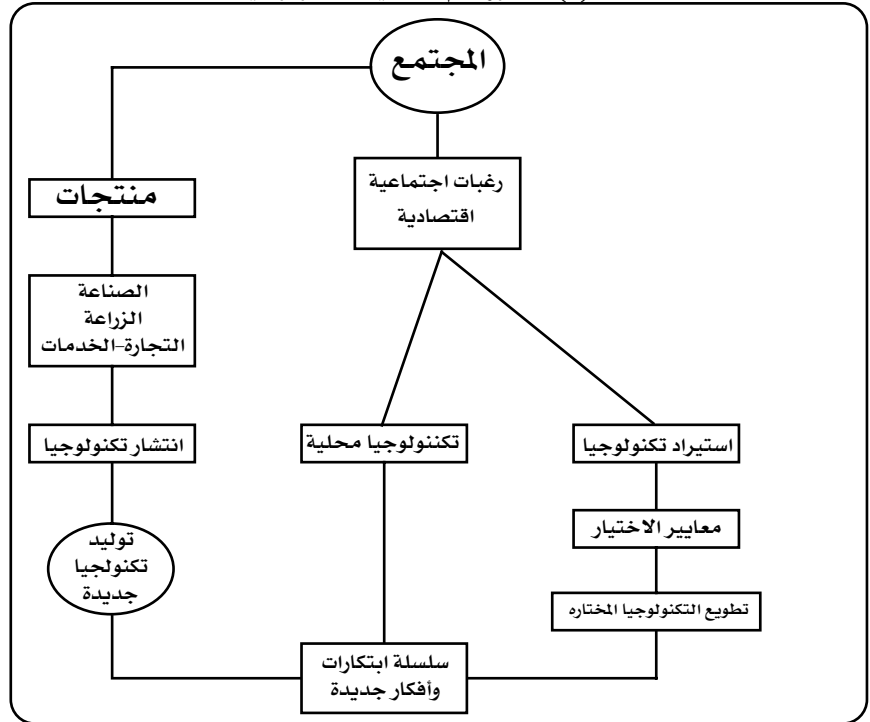 المجتمع
رغبات اجتماعية
اقتصادية
منتجات
الصناعة
الزراعة
التجارة-الخدمات
استيراد تكنولوجيا
تكننولوجيا محلية
انتشار تكنولوجيا
معايير الاختيار
توليد
تكنولجيا
جديدة
تطويع التكنولوجيا المختاره
سلسلة ابتكارات
وأفكار جديدة